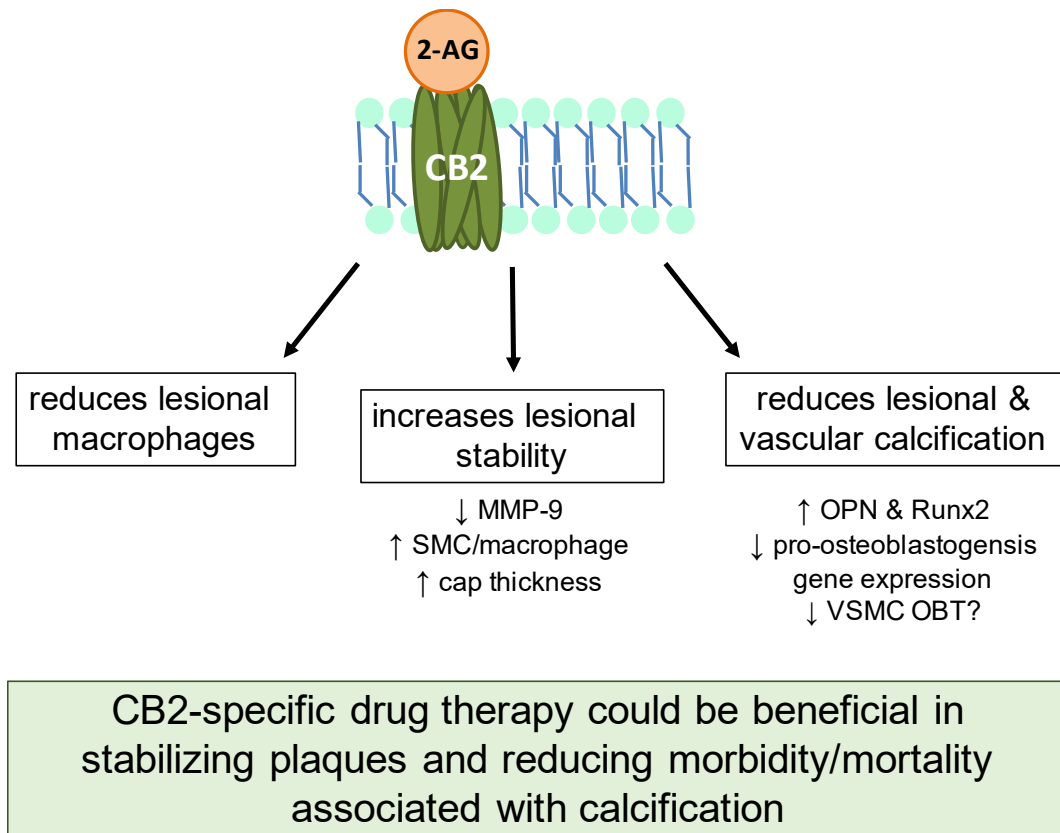 2-AG
CB2
reduces lesional
macrophages
increases lesional
stability
↓ MMP-9
↑ SMC/macrophage
↑ cap thickness
reduces lesional &
vascular calcification
↑ OPN & Runx2
↓ pro-osteoblastogensis
gene expression
↓ VSMC OBT?
CB2-specific drug therapy could be beneficial in
stabilizing plaques and reducing morbidity/mortality
associated with calcification